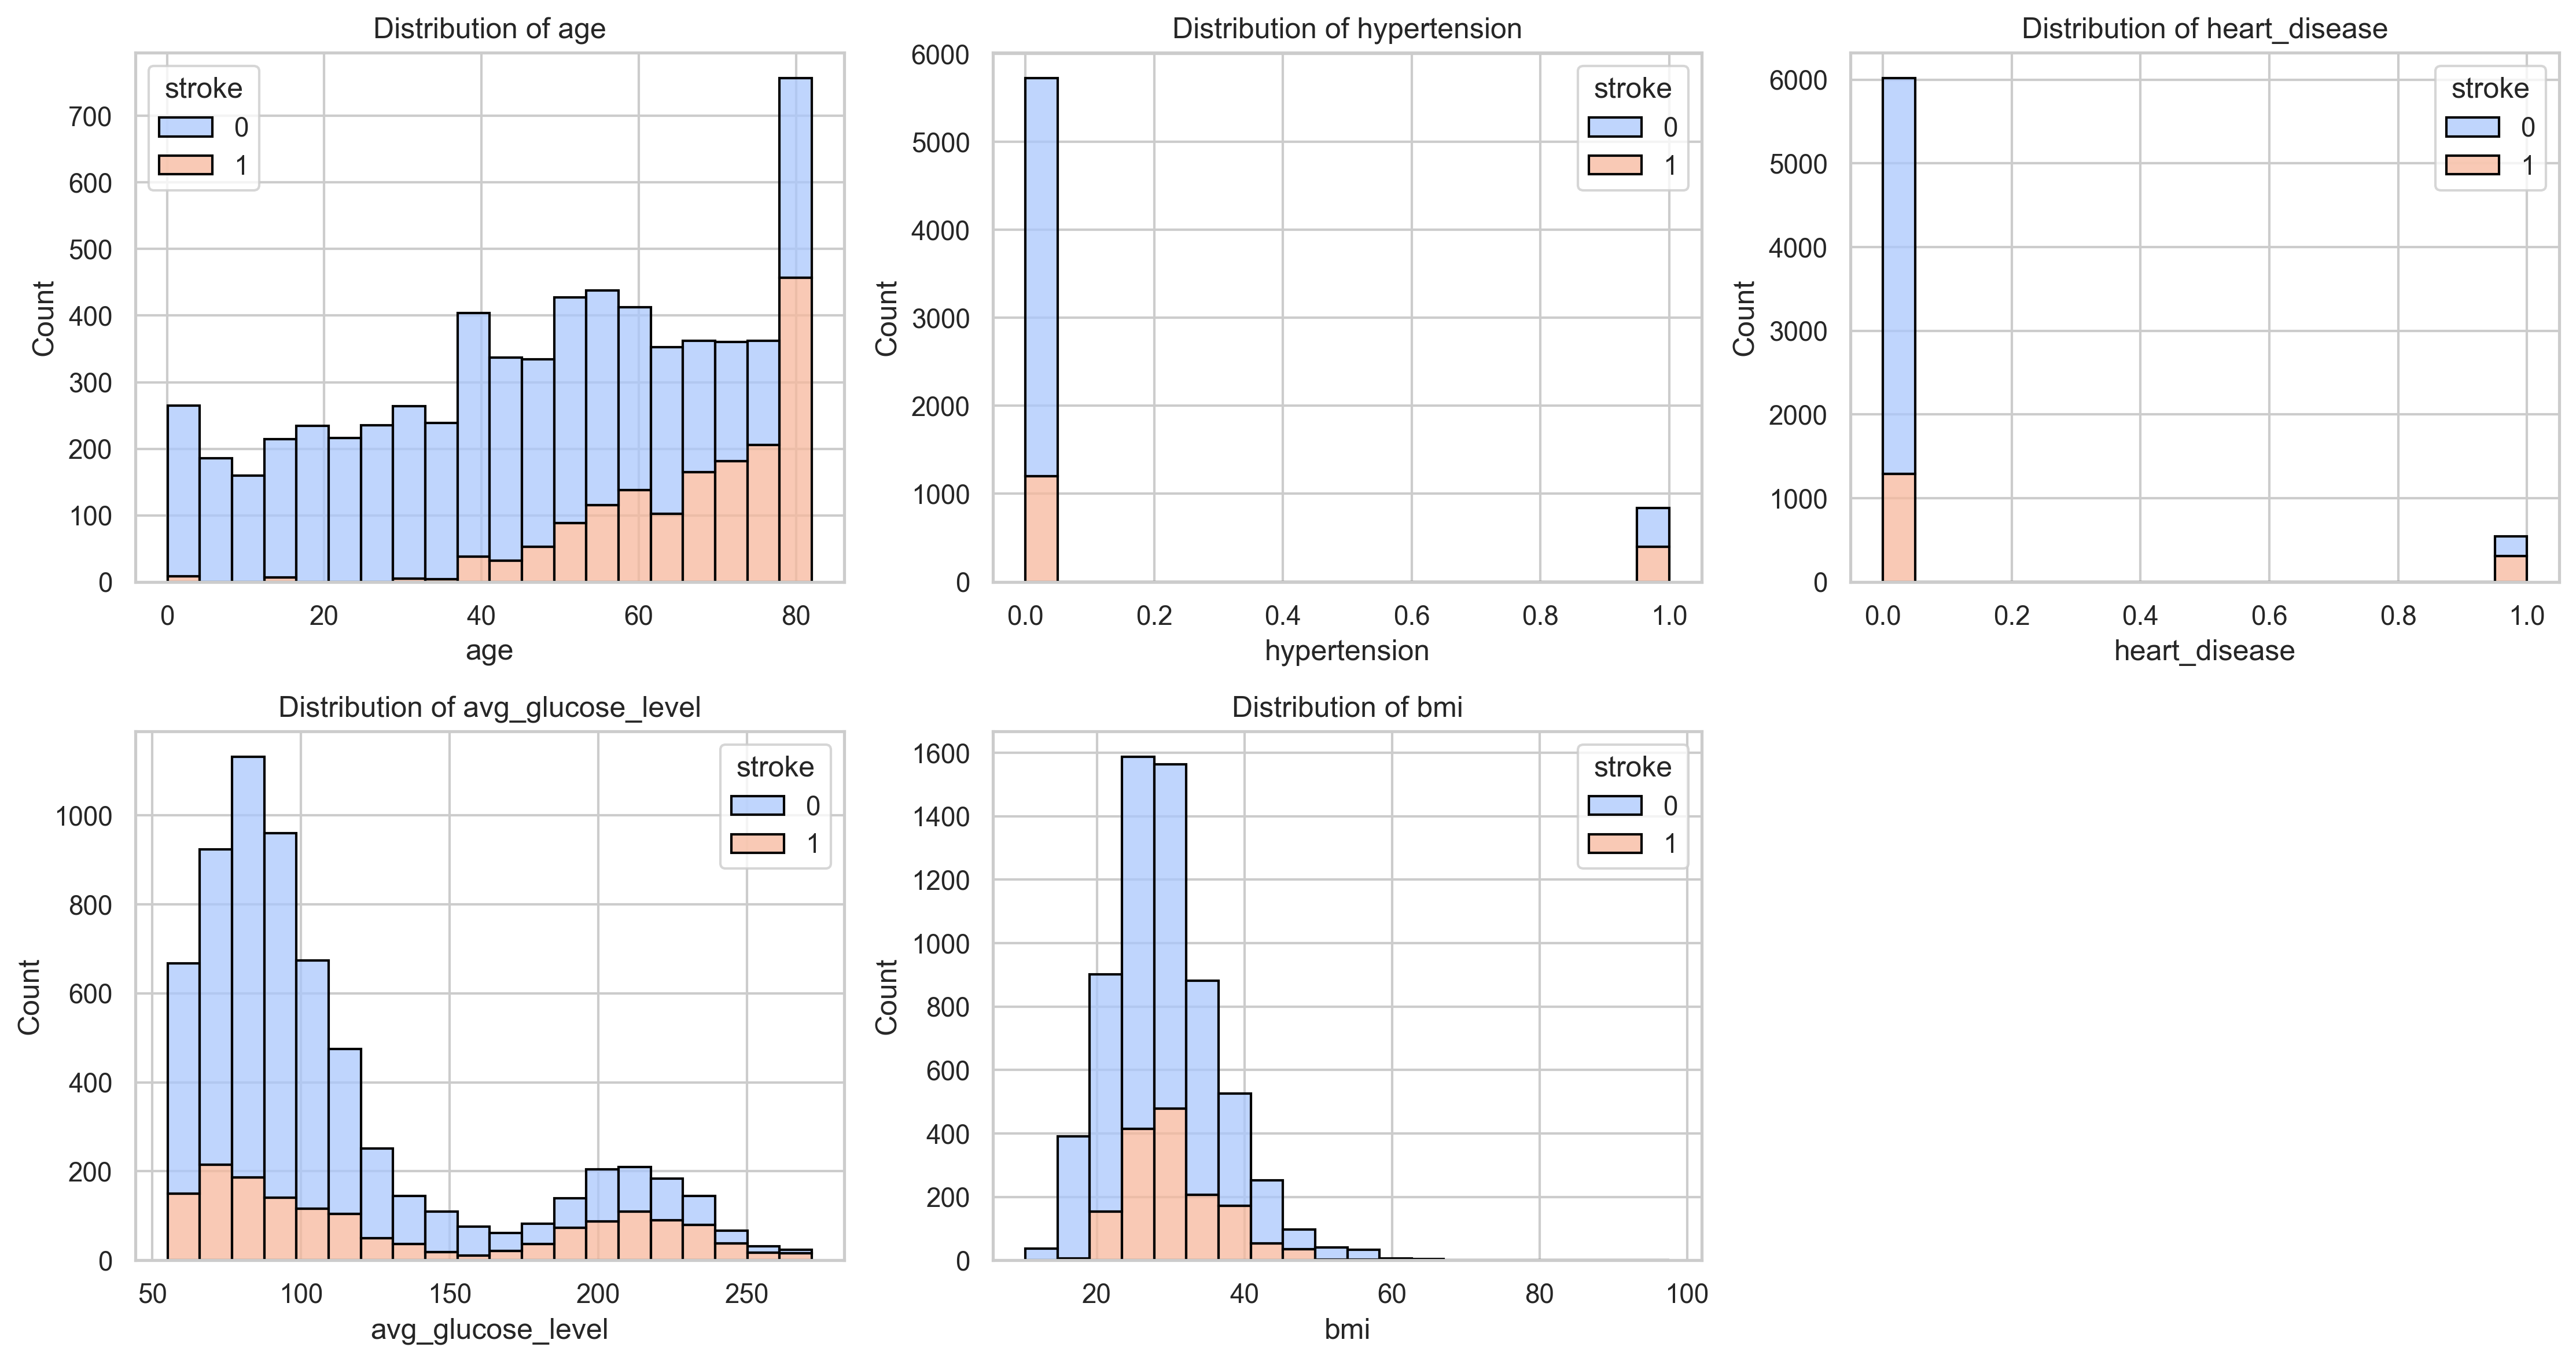 Distribution of age
stroke
0
1
700
600
500
400
300
200
100
0
Count
0 20 40 60 80
age
Distribution of hypertension
stroke
0
1
6000
5000
4000
3000
2000
1000
0
Count
0.0 0.2 0.4 0.6 0.8 1.0
hypertension
Distribution of heart_disease
stroke
0
1
6000
5000
4000
3000
2000
1000
0
Count
0.0 0.2 0.4 0.6 0.8 1.0
heart_disease
Distribution of avg_glucose_level
stroke
0
1
1000
800
600
400
200
0
Count
50 100 150 200 250
avg_glucose_level
Distribution of bmi
stroke
0
1
1600
1400
1200
1000
800
600
400
200
0
Count
20 40 60 80 100
bmi